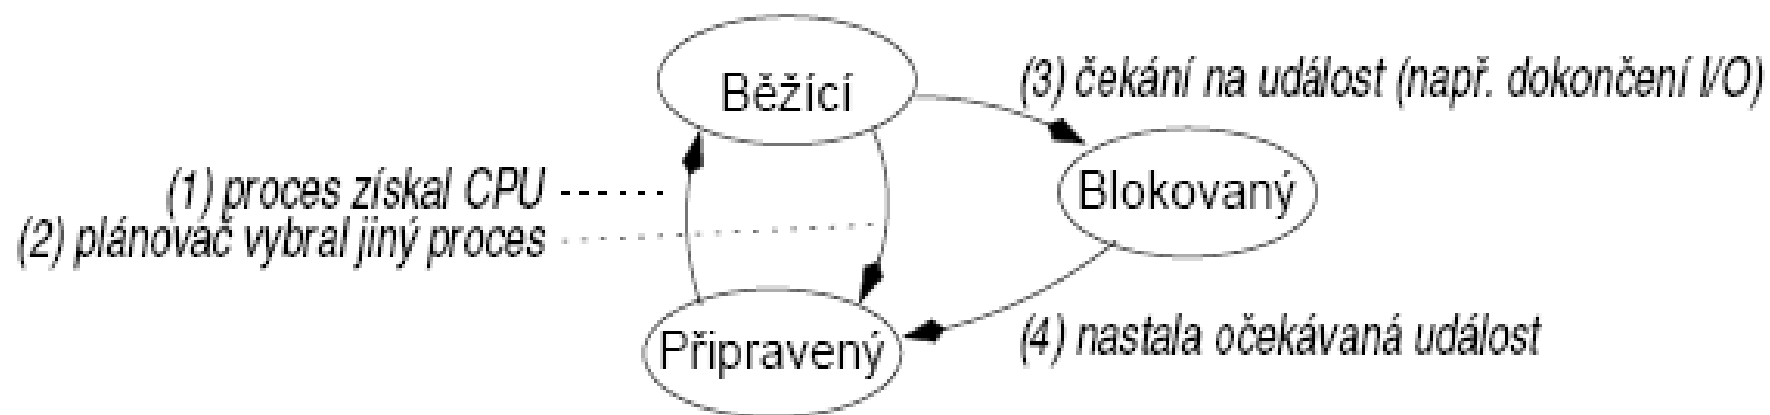 Běžící
(3) čekání na událost (např. dokončení I/O)
(1) proces získal CPU
Blokovaný
(2) plánovač vybral jiný proces
Připravený
(4) nastala očekávaná událost